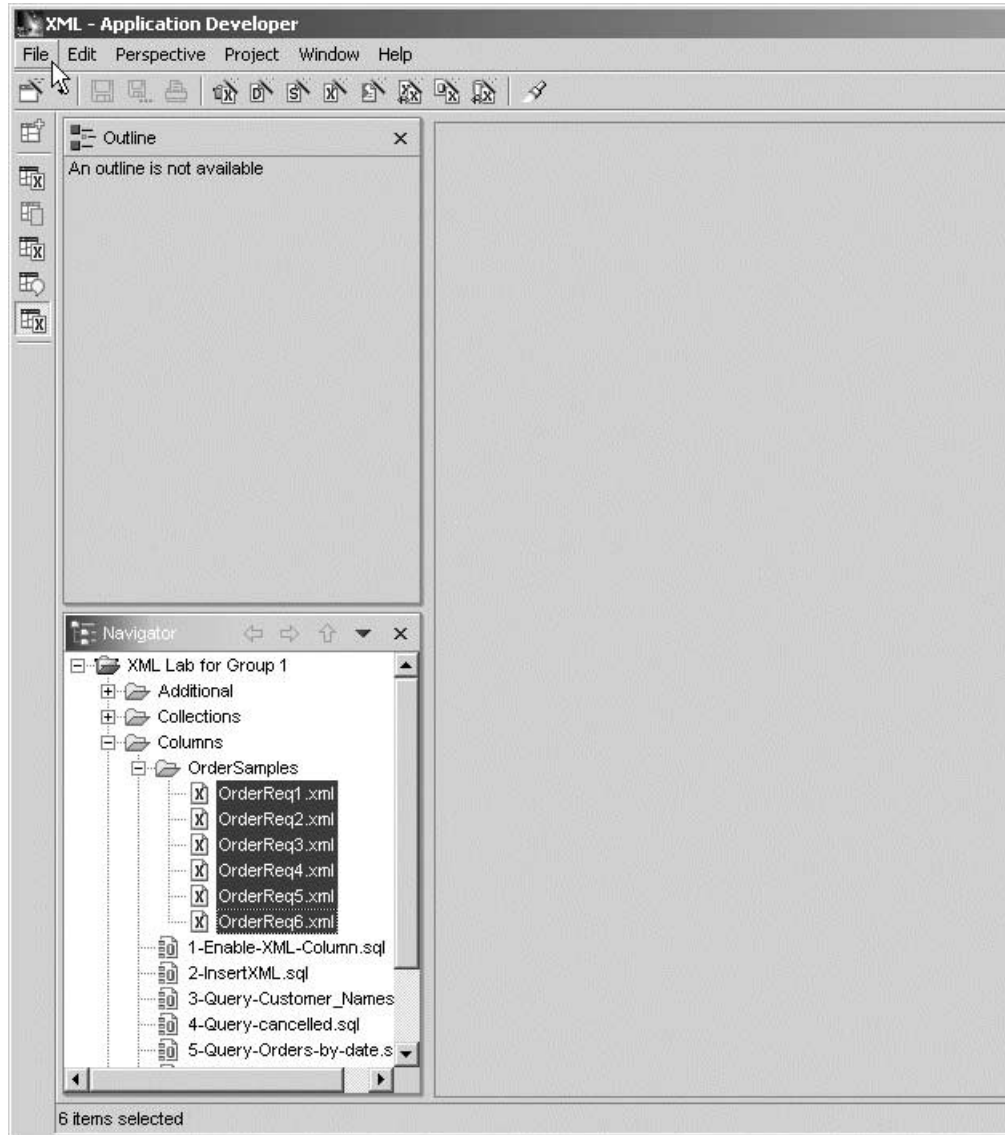 XML - Application Developer
File Edit Perspective Project Window Help
Outline
An outline is not available
Navigator
XML Lab for Group 1
Additional
Collections
Columns
OrderSamples
OrderReq1.xml
OrderReq2.xml
OrderReq3.xml
OrderReq4.xml
OrderReq5.xml
OrderReq6.xml
1-Enable-XML-Column.sql
2-InsertXML.sql
3-Query-Customer_Names
4-Query-cancelled.sql
5-Query-Orders-by-date.s
6 items selected